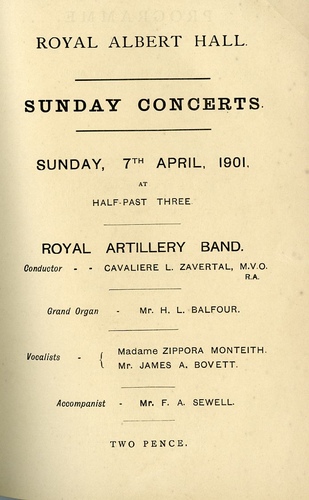 ROYAL ALBERT HALL.
SUNDAY CONCERTS.
SUNDAY, 7TH APRIL, 1901,
AT
HALF-PAST THREE
ROYAL ARTILLERY BAND.
Conductor - - CAVALIERE L. ZAVERTAL, M.V.O.
R.A.
Grand Organ - Mr. H. L. BALFOUR.
Vocalists - { Madame ZIPPORA MONTEITH.
Mr. JAMES A. BOVETT.
Accompanist - Mr. F. A. SEWELL.
TWO PENCE.